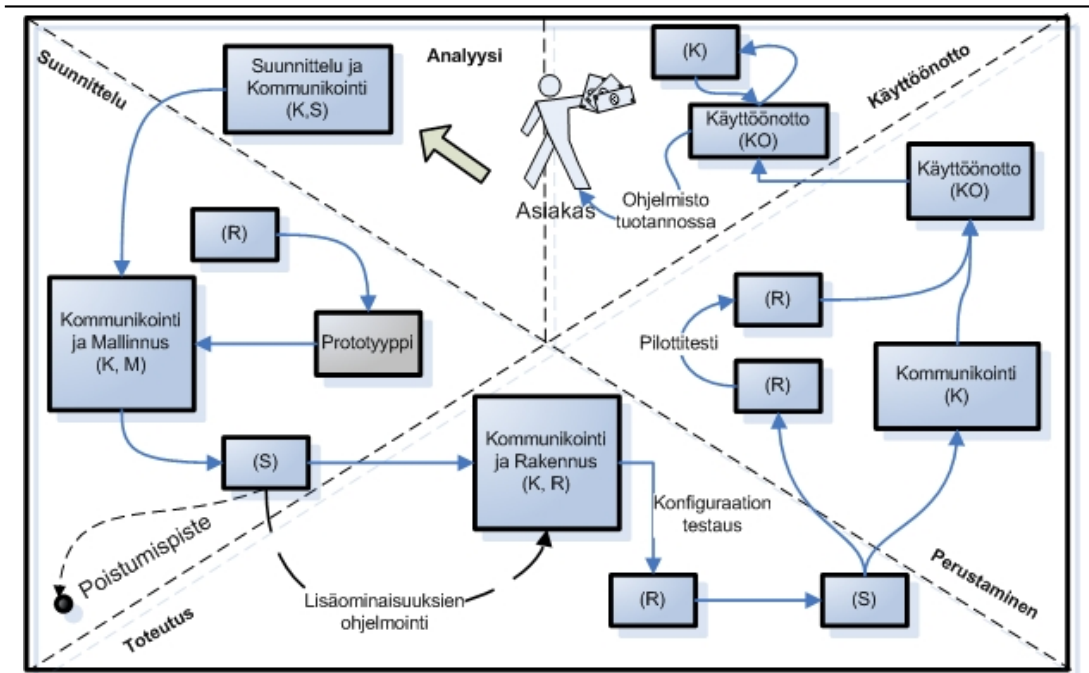 Suunnittelu
Suunnittelu ja
Kommunikointi
(K,S)
Analyysi
Asiakas
(K)
Käyttöönotto
(KO)
Käyttöönotto
Ohjelmisto
tuotannossa
Käyttöönotto
(KO)
(R)
Kommunikointi
ja Mallinnus
(K, M)
Prototyyppi
(S)
Poistumispiste
Toteutus
Lisäominaisuuksien
ohjelmointi
Kommunikointi
ja Rakennus
(K, R)
Konfiguraation
testaus
(R)
(S)
Perustaminen
(R)
Pilottitesti
(R)
Kommunikointi
(K)